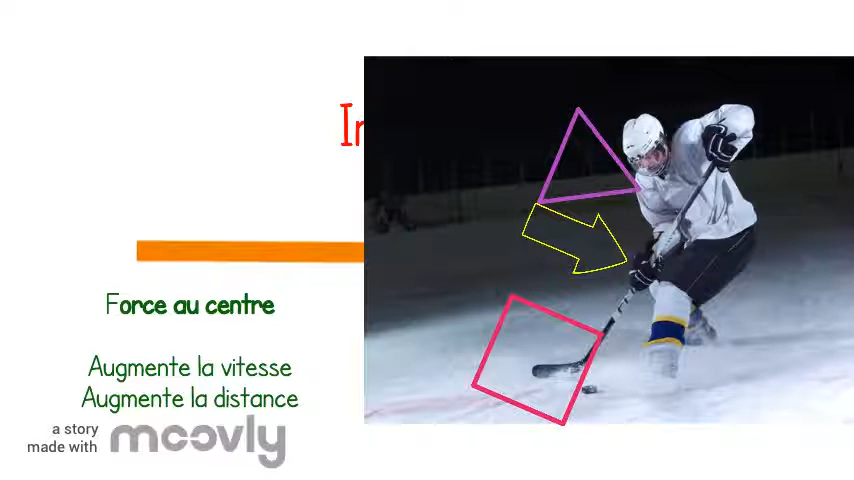 Force au centre
Augmente la vitesse
Augmente la distance
a story
made with moovly